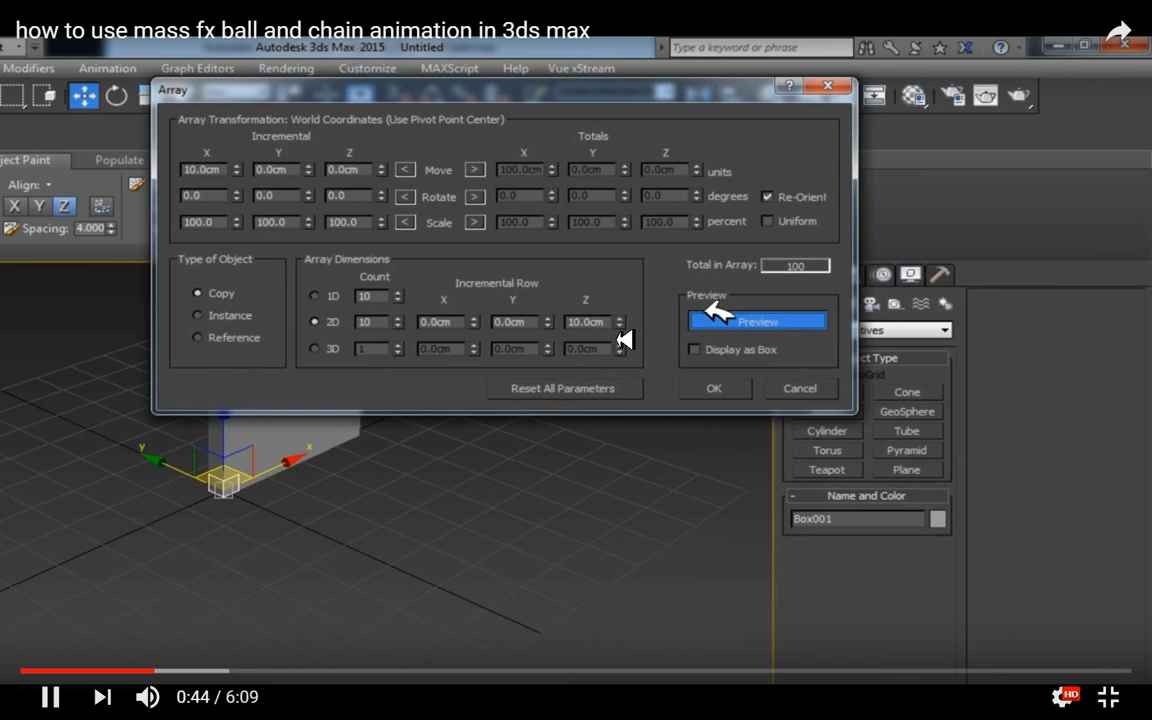 how to use mass fx ball and chain animation in 3ds max
Autodesk 3ds Max 2015 Untitled
Type a keyword or phrase
Modifiers Animation Graph Editors Rendering Customize MAXScript Help Vue xStream
Array
Array Transformation: World Coordinates (Use Pivot Point Center)
Incremental Totals
X Y Z X Y Z
10.0cm 0.0cm 0.0cm < Move > 100.0cm 0.0cm 0.0cm units
0.0 0.0 0.0 < Rotate > 0.0 0.0 0.0 degrees Re-Orient
100.0 100.0 100.0 < Scale > 100.0 100.0 100.0 percent Uniform
ject Paint Populate
Align:
X Y Z
Spacing: 4.000
Type of Object
Copy
Instance
Reference
Array Dimensions
Count
Incremental Row
X Y Z
1D 10
2D 10 0.0cm 0.0cm 10.0cm
3D 1 0.0cm 0.0cm 0.0cm
Total in Array: 100
Preview
Preview
Display as Box
Reset All Parameters OK Cancel
tives
ct Type
Grid
Cone
GeoSphere
Cylinder Tube
Torus Pyramid
Teapot Plane
- Name and Color
Box001
y x
0:44 / 6:09
HD